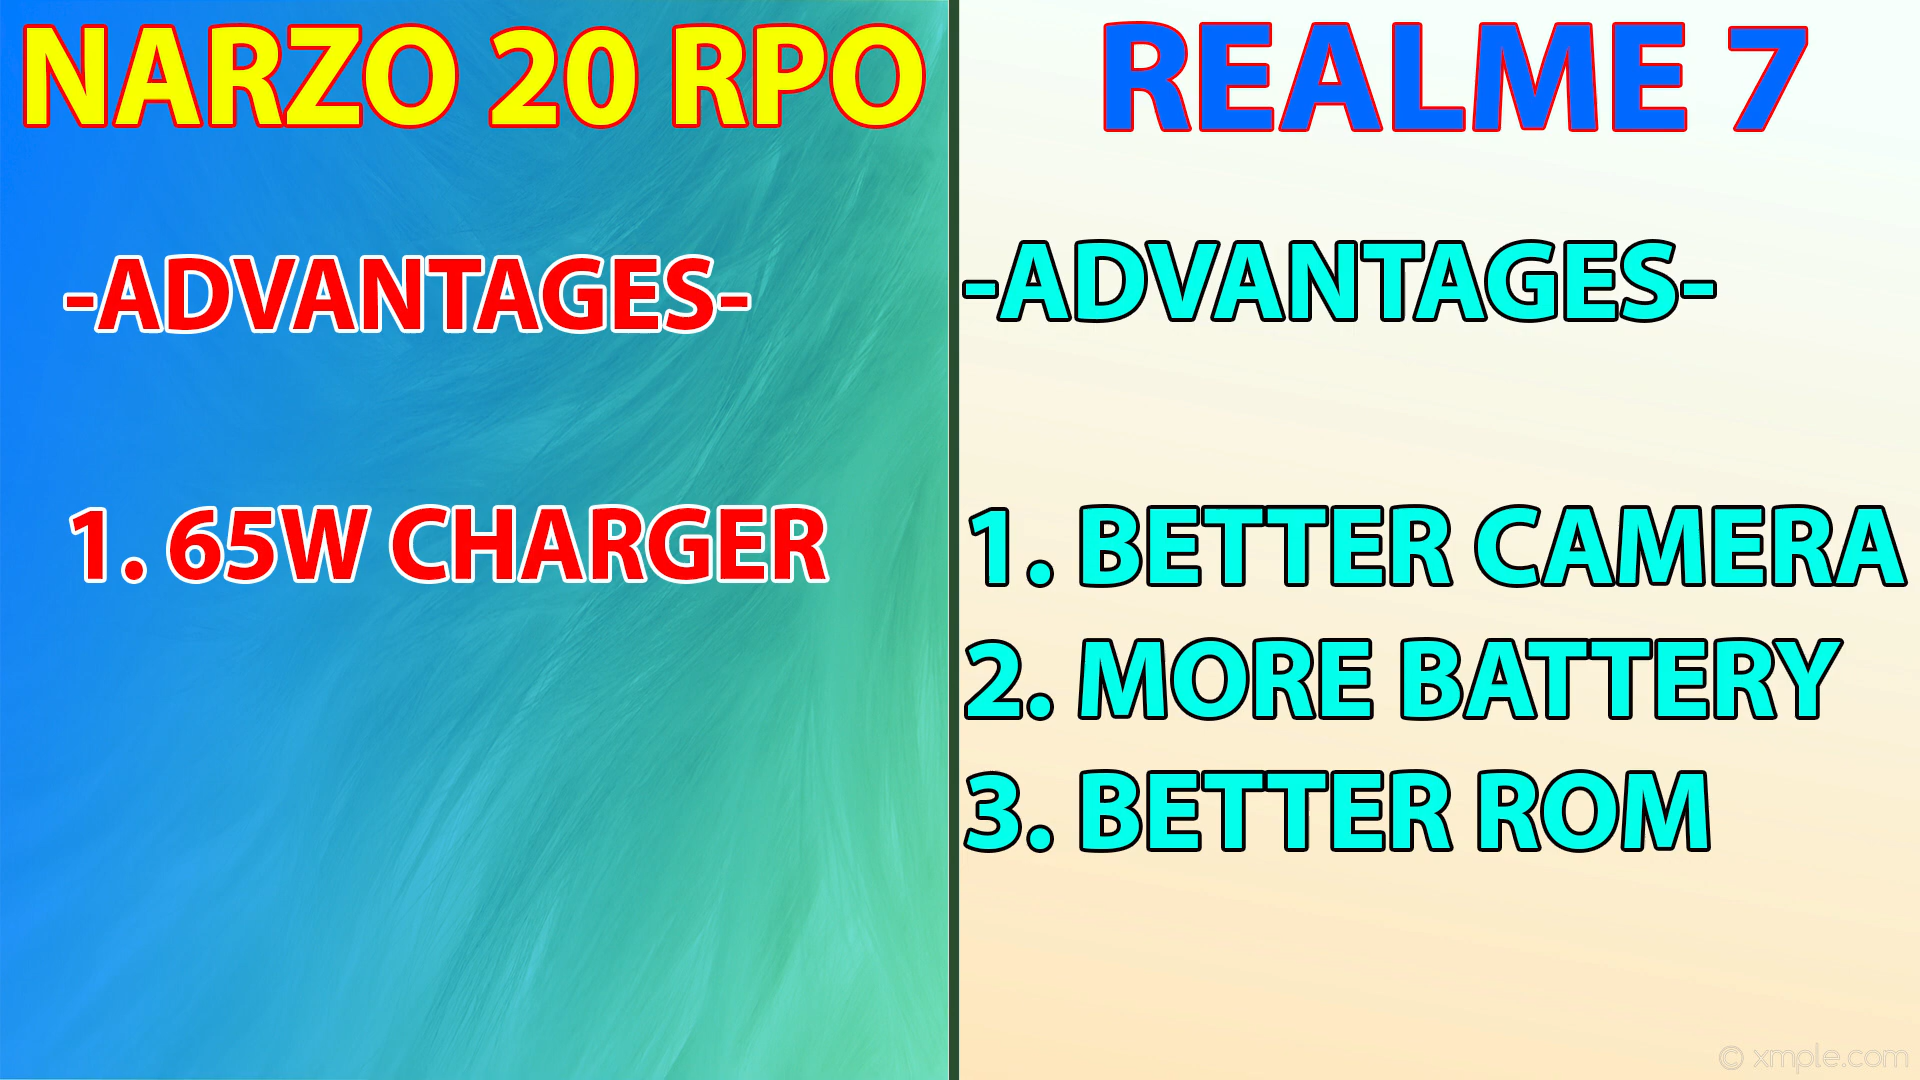 NARZO 20 RPO
-ADVANTAGES-
1. 65W CHARGER
REALME 7
-ADVANTAGES-
1. BETTER CAMERA
2. MORE BATTERY
3. BETTER ROM
© xmple.com